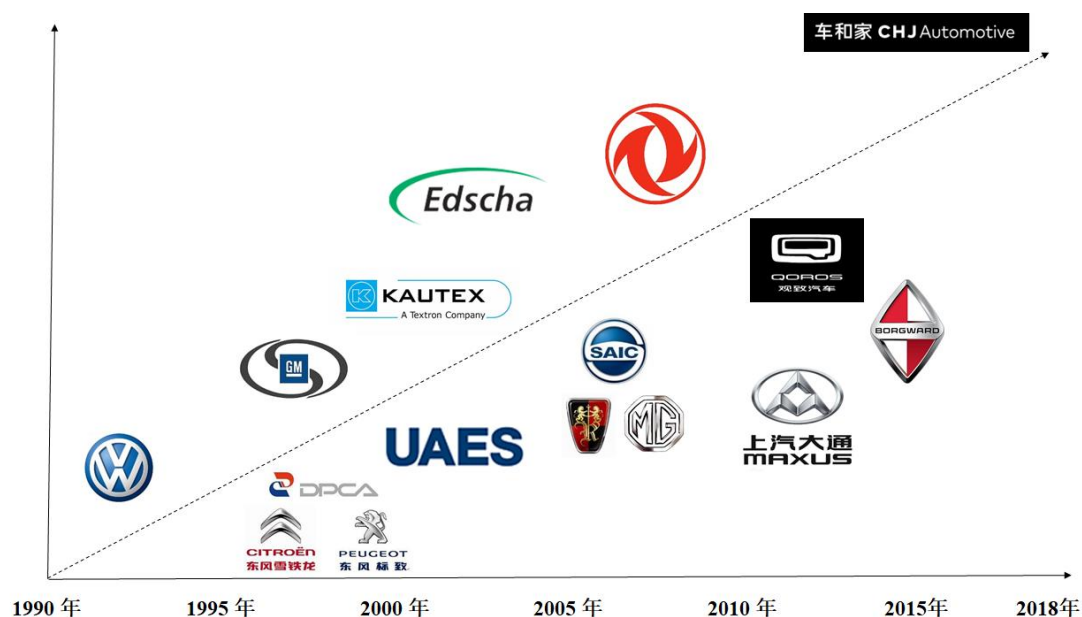 车和家 CHJ Automotive
Edscha
QOROS
观致汽车
K KAUTEX
A Textron Company
BORGWARD
SAIC
GM
MG
UAES
上汽大通
MAXUS
DPCA
CITROËN
东风雪铁龙
PEUGEOT
东风标致
1990 年
1995 年
2000 年
2005 年
2010 年
2015年
2018年